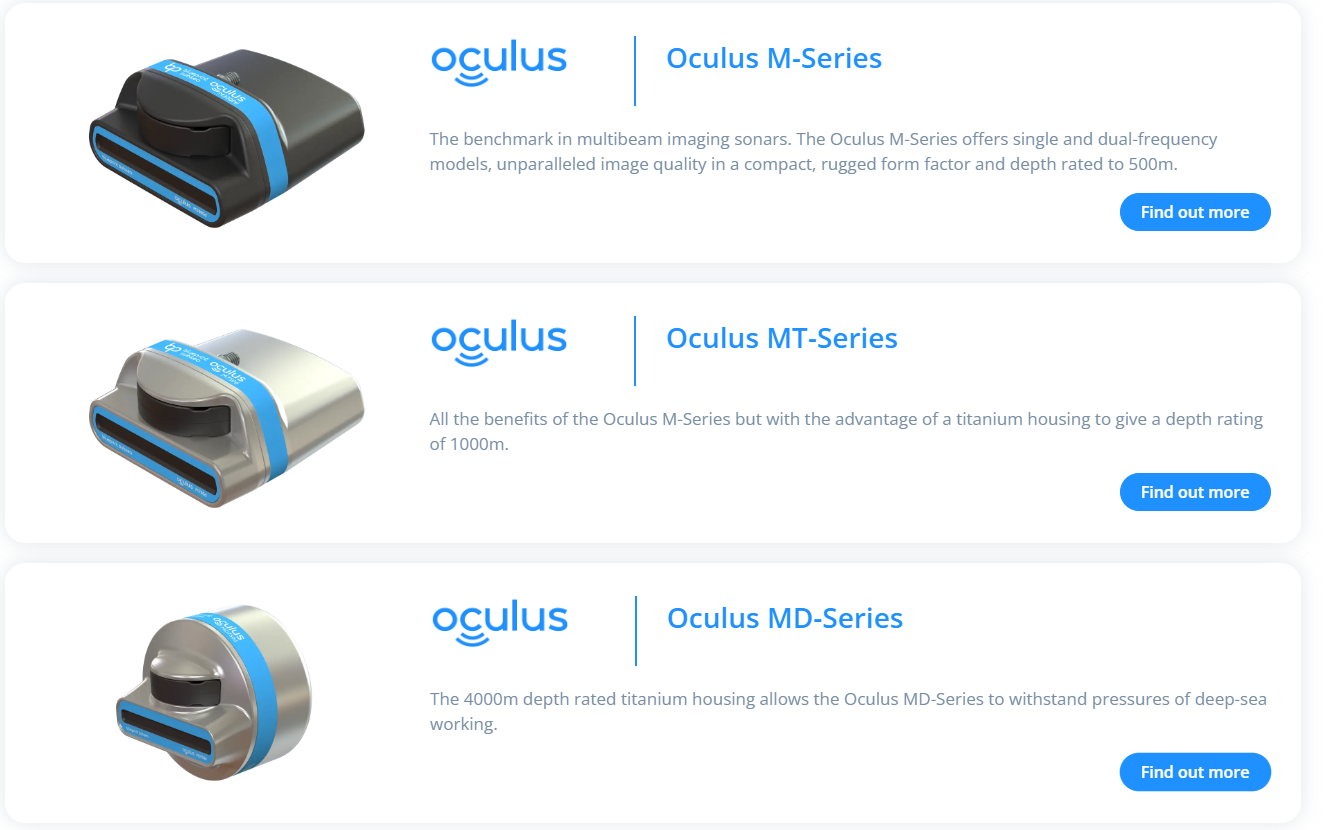 oculus
Oculus M-Series
The benchmark in multibeam imaging sonars. The Oculus M-Series offers single and dual-frequency
models, unparalleled image quality in a compact, rugged form factor and depth rated to 500m.
Find out more
oculus
oculus
Oculus MT-Series
All the benefits of the Oculus M-Series but with the advantage of a titanium housing to give a depth rating
of 1000m.
Find out more
oculus
oculus
Oculus MD-Series
The 4000m depth rated titanium housing allows the Oculus MD-Series to withstand pressures of deep-sea
working.
Find out more
oculus